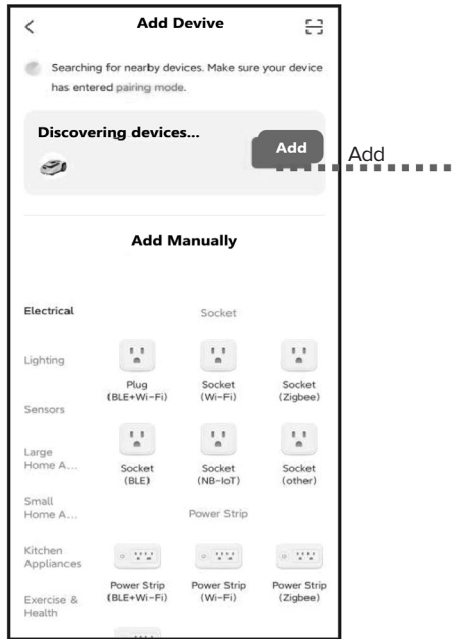 Add Devive
Searching for nearby devices. Make sure your device
has entered pairing mode.
Discovering devices...
Add
Add
Add Manually
Electrical
Socket
Lighting
Plug
(BLE+Wi-Fi)
Socket
(Wi-Fi)
Socket
(Zigbee)
Sensors
Large
Home A...
Socket
(BLE)
Socket
(NB-IoT)
Socket
(other)
Small
Home A...
Power Strip
Kitchen
Appliances
Power Strip
(BLE+Wi-Fi)
Power Strip
(Wi-Fi)
Power Strip
(Zigbee)
Exercise &
Health